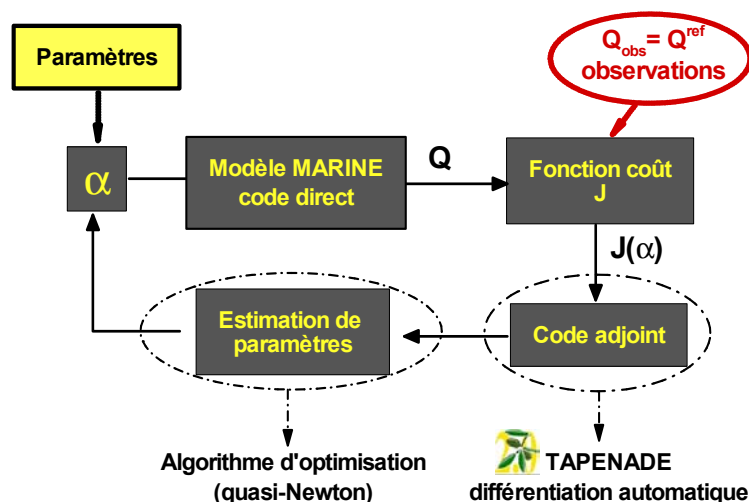 Paramètres
Q_obs = Q^ref
observations
α
Modèle MARINE
code direct
Q
Fonction coût
J
J(α)
Estimation de
paramètres
Code adjoint
Algorithme d'optimisation
(quasi-Newton)
TAPENADE
différentiation automatique